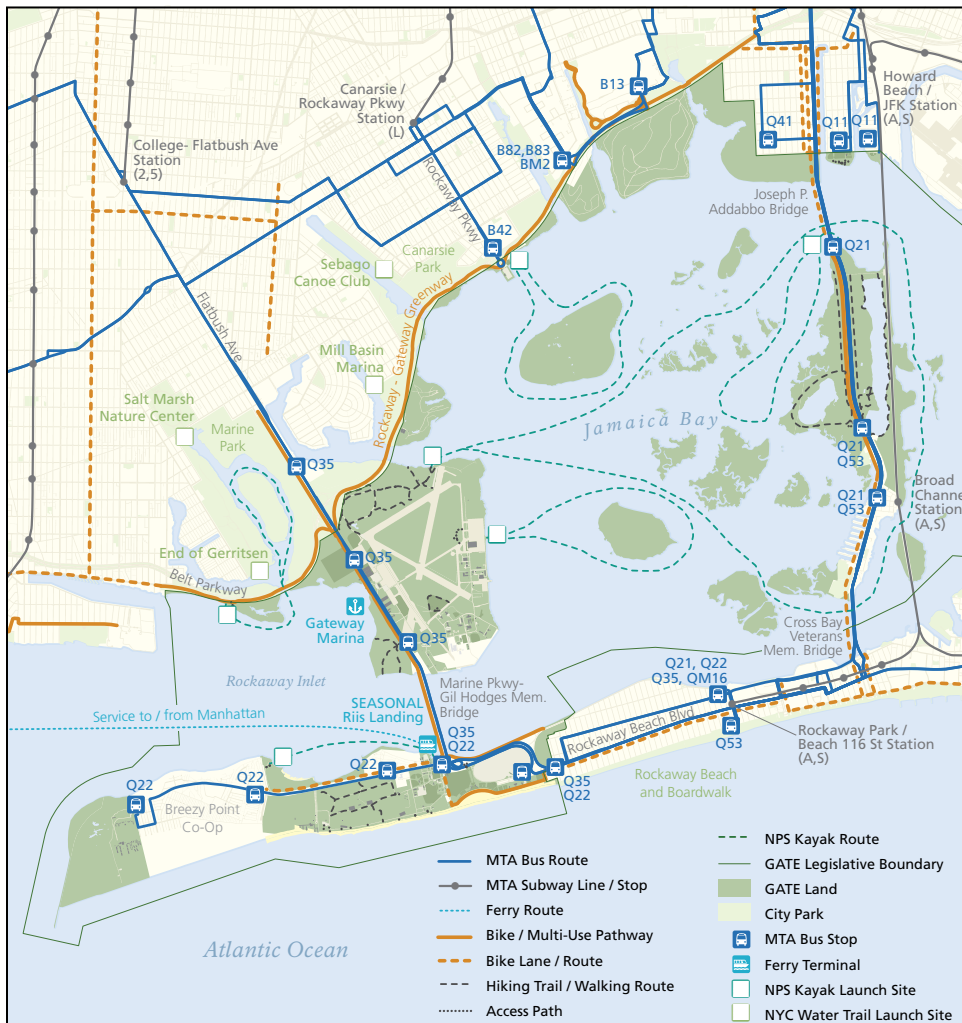 B13
Canarsie /
Rockaway Pkwy
Station
(L)
Howard
Beach /
JFK Station
(A,S)
Q41
Q11
Q11
College- Flatbush Ave
Station
(2,5)
B82,B83
BM2
Rockaway Pkwy
Joseph P.
Addabbo Bridge
B42
Q21
Canarsie
Park
Sebago
Canoe Club
Flatbush Ave
Rockaway - Gateway Greenway
Mill Basin
Marina
Salt Marsh
Nature Center
Marine
Park
Jamaica Bay
Q21
Q53
Q35
Q21
Q53
Broad
Channel
Station
(A,S)
End of Gerritsen
Belt Parkway
Q35
Gateway
Marina
Q35
Cross Bay
Veterans
Mem. Bridge
Rockaway Inlet
Marine Pkwy-
Gil Hodges Mem.
Bridge
Q21, Q22
Q35, QM16
SEASONAL
Riis Landing
Service to / from Manhattan
Q35
Q22
Rockaway Beach Blvd
Q53
Rockaway Park /
Beach 116 St Station
(A,S)
Q22
Q22
Q22
Q35
Q22
Rockaway Beach
and Boardwalk
Breezy Point
Co-Op
Atlantic Ocean
MTA Bus Route
MTA Subway Line / Stop
Ferry Route
Bike / Multi-Use Pathway
Bike Lane / Route
Hiking Trail / Walking Route
Access Path
NPS Kayak Route
GATE Legislative Boundary
GATE Land
City Park
MTA Bus Stop
Ferry Terminal
NPS Kayak Launch Site
NYC Water Trail Launch Site